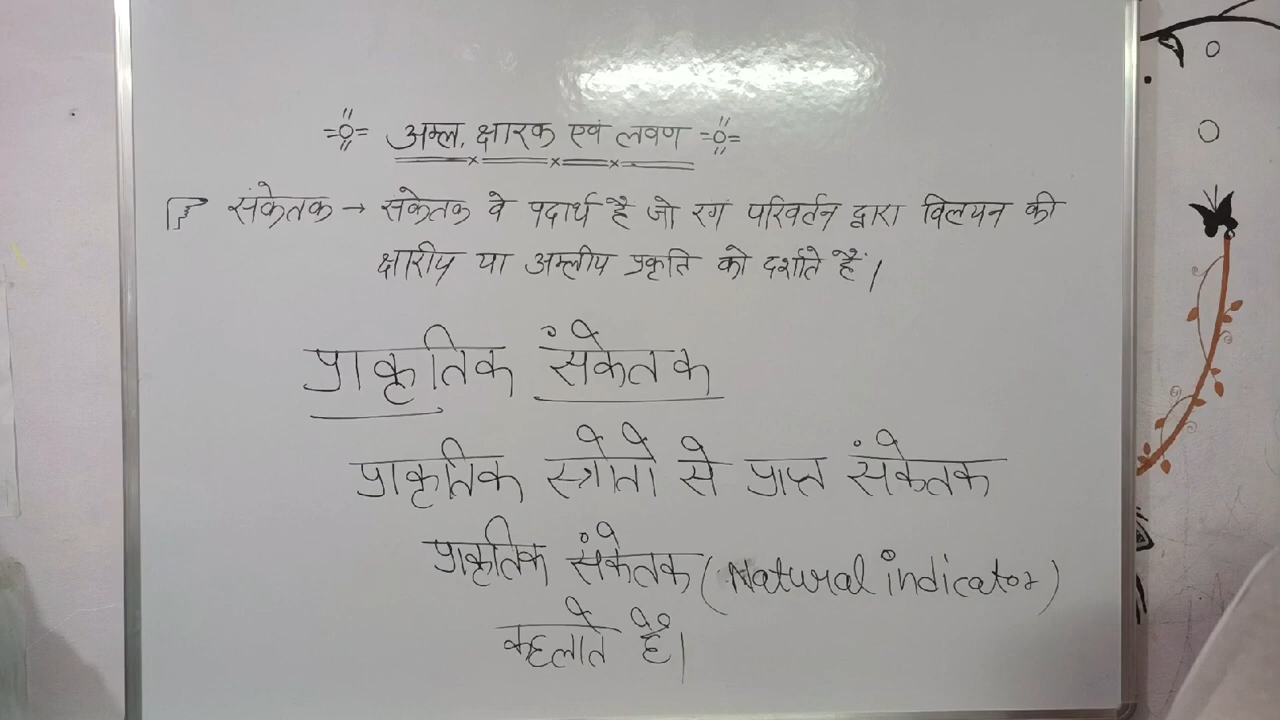 अम्ल, क्षारक एवं लवण
संकेतक → संकेतक वे पदार्थ है जो रंग परिवर्तन द्वारा विलयन की
क्षारीय या अम्लीय प्रकृति को दर्शाते हैं।
प्राकृतिक संकेतक
प्राकृतिक स्त्रोतो से प्राप्त संकेतक
प्राकृतिक संकेतक (Natural indicator)
कहलाते हैं।